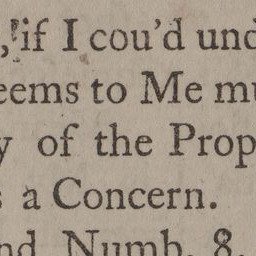 if I cou'd und
eems to Me mu
y of the Prop
s a Concern.
nd Numb. 8.